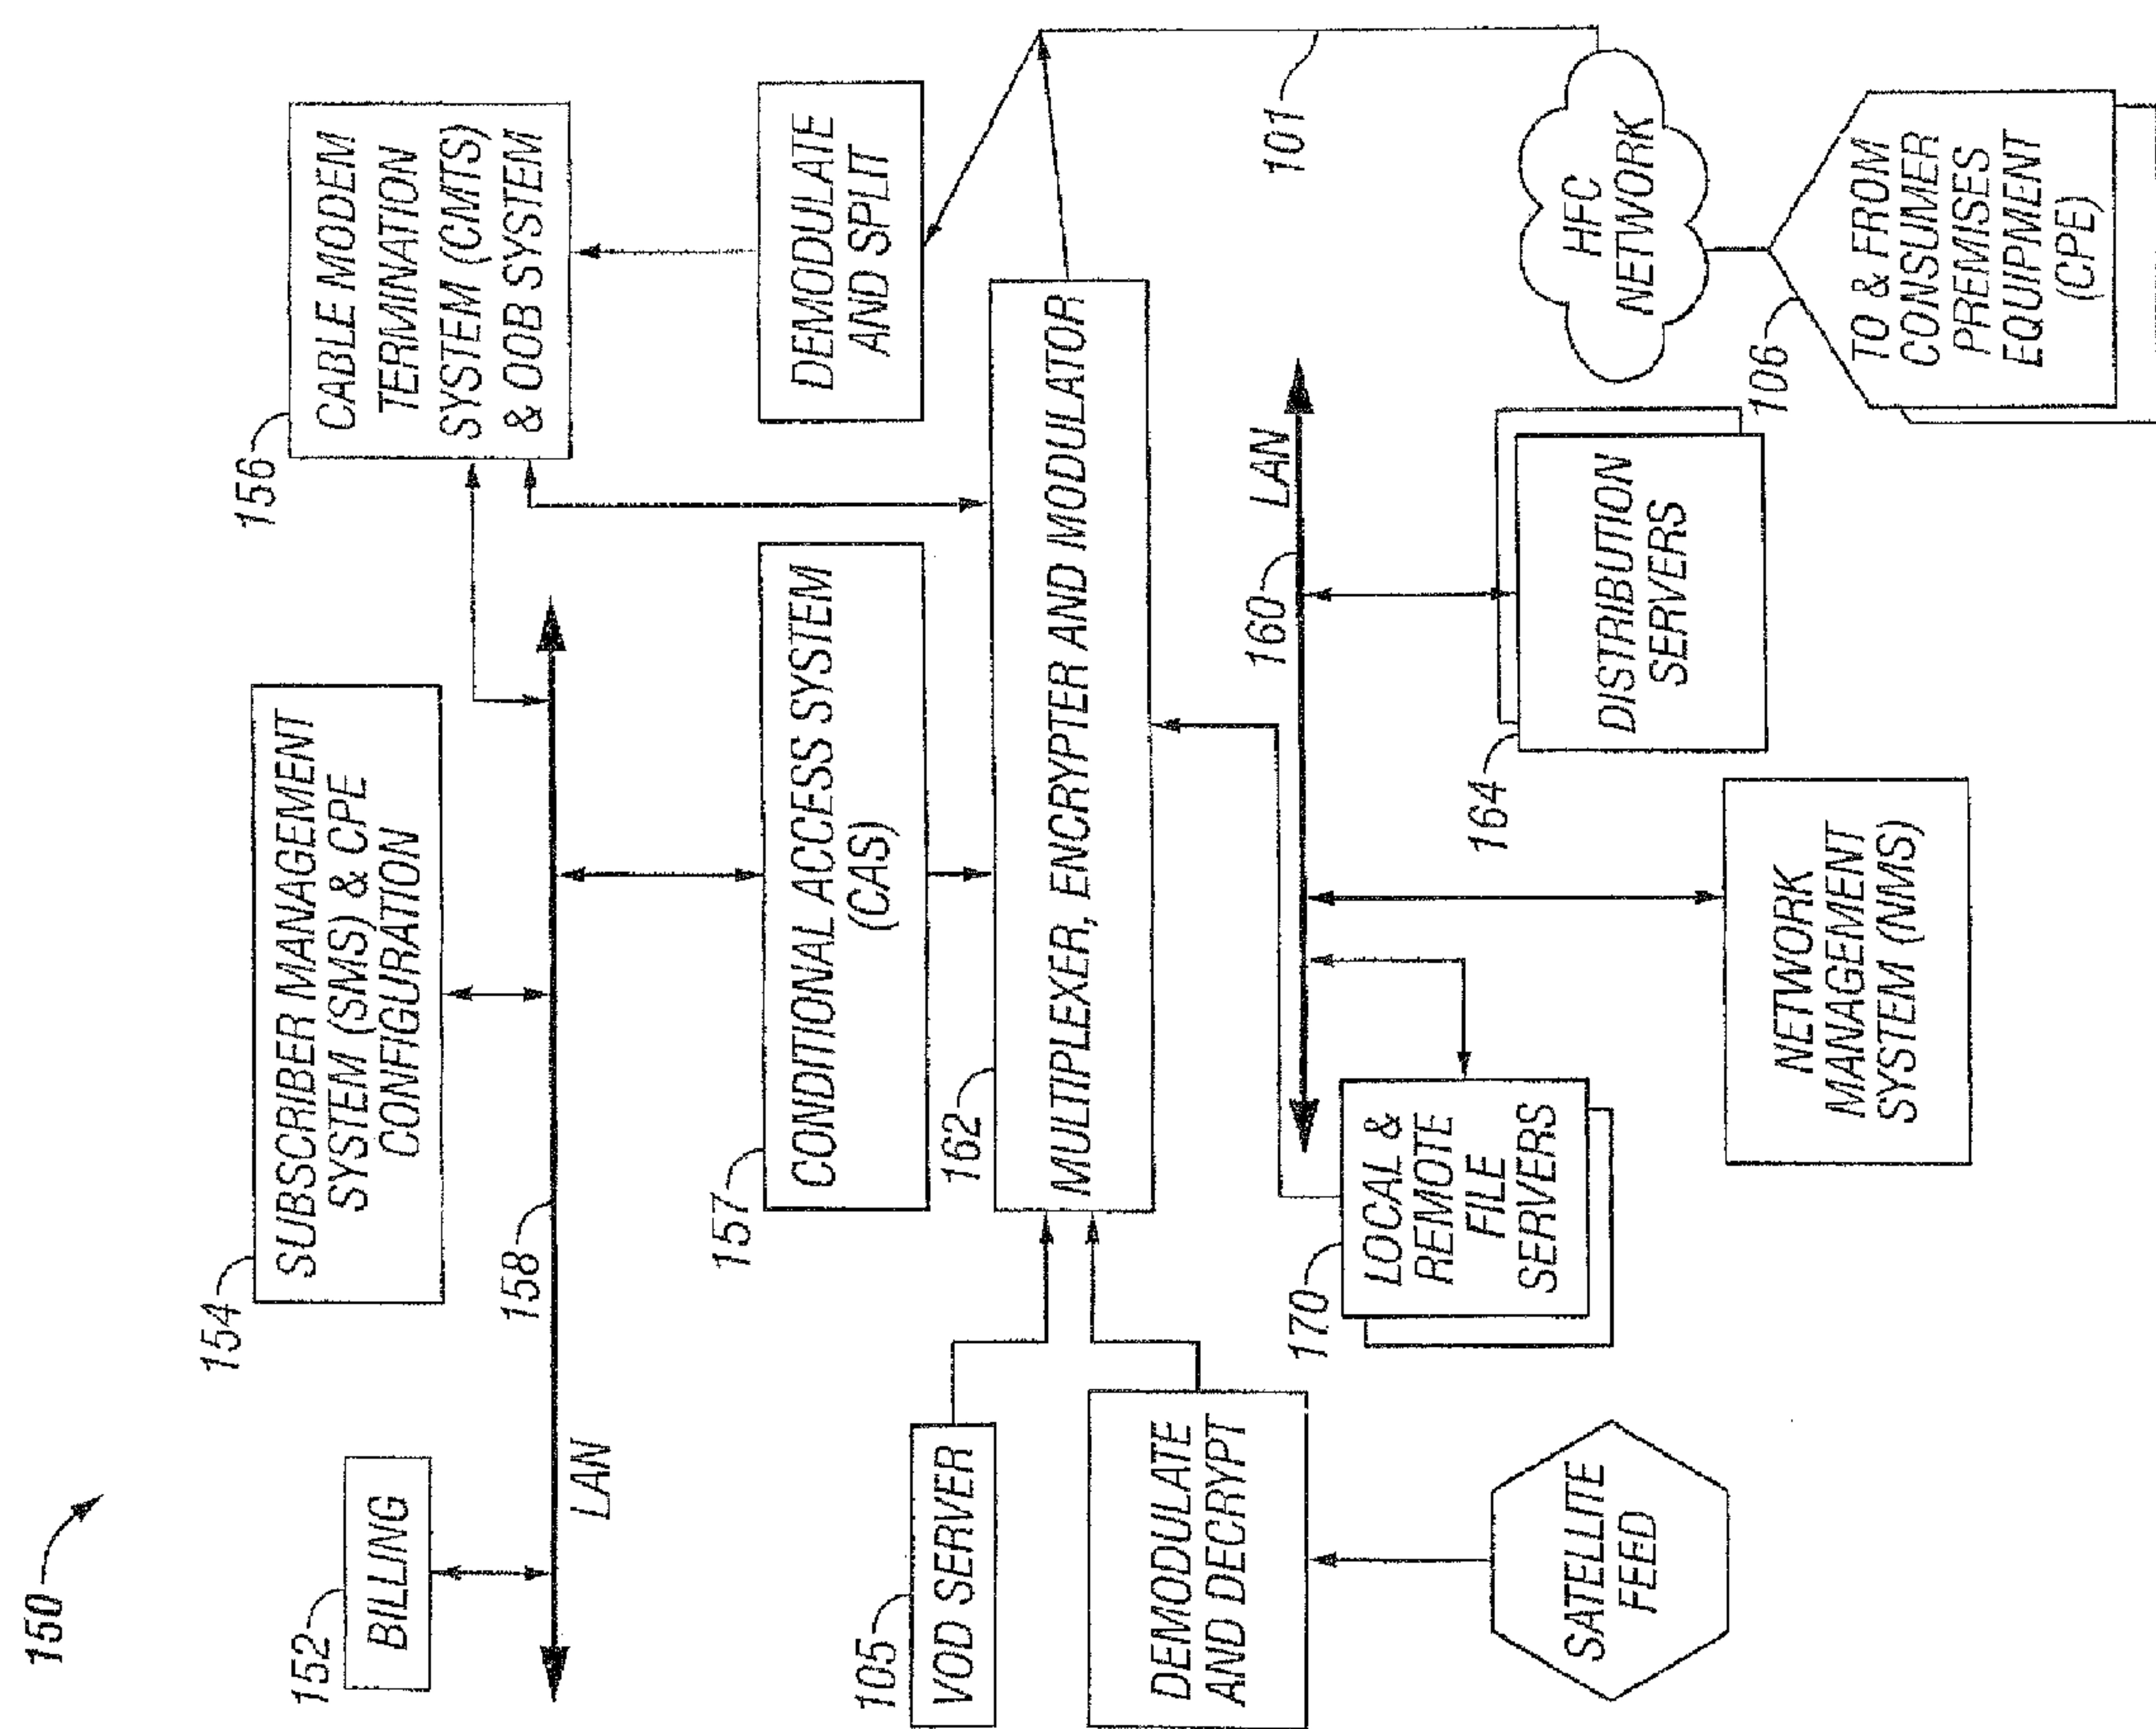 150
152
BILLING
154
SUBSCRIBER MANAGEMENT
SYSTEM (SMS) & CPE
CONFIGURATION
156
CABLE MODEM
TERMINATION
SYSTEM (CMTS)
& OOB SYSTEM
158
LAN
157
CONDITIONAL ACCESS SYSTEM
(CAS)
DEMODULATE
AND SPLIT
105
VOD SERVER
162
MULTIPLEXER, ENCRYPTER AND MODULATOR
DEMODULATE
AND DECRYPT
101
160
LAN
170
LOCAL &
REMOTE
FILE
SERVERS
164
DISTRIBUTION
SERVERS
HFC
NETWORK
SATELLITE
FEED
NETWORK
MANAGEMENT
SYSTEM (NMS)
106
TO & FROM
CONSUMER
PREMISES
EQUIPMENT
(CPE)